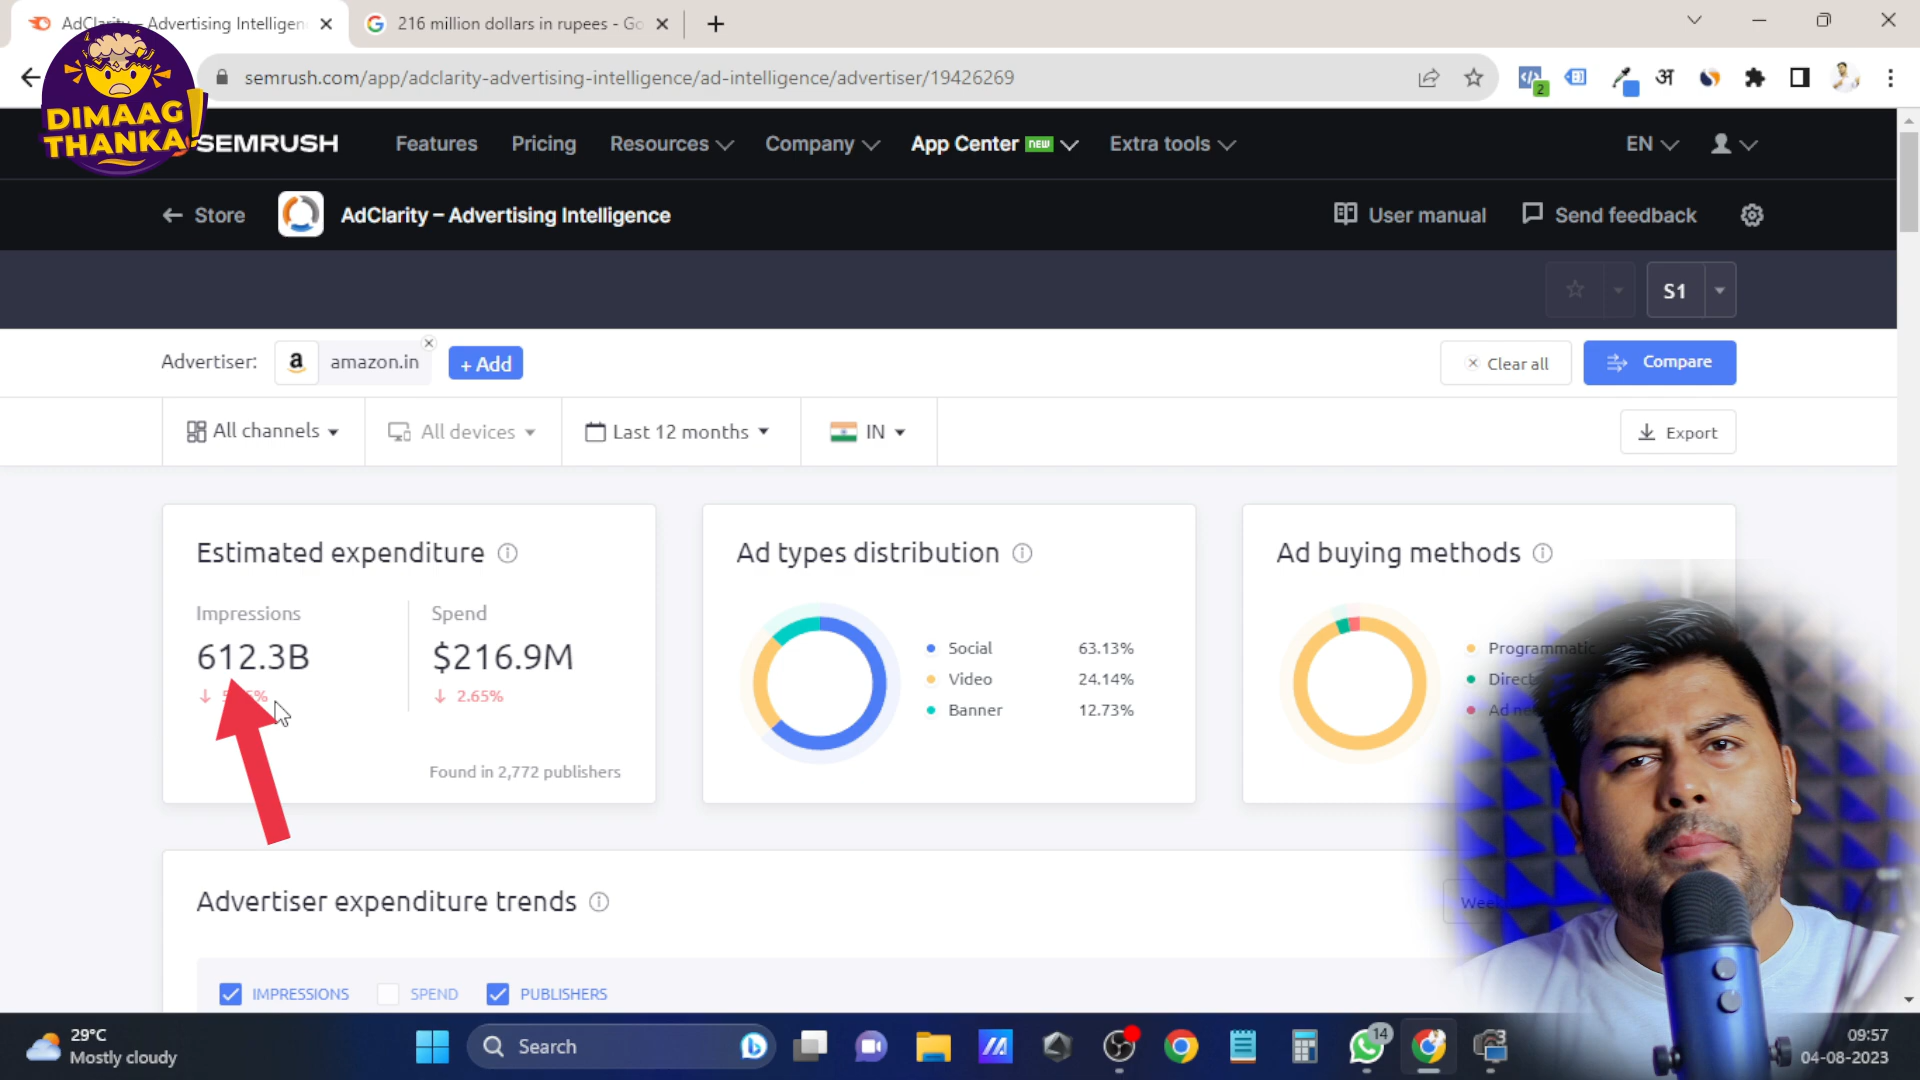 AdClarity – Advertising Intelligen
216 million dollars in rupees - Go
semrush.com/app/adclarity-advertising-intelligence/ad-intelligence/advertiser/19426269
2
अ
DIMAAG
THANKA!
SEMRUSH
Features
Pricing
Resources
Company
App Center NEW
Extra tools
EN
Store
AdClarity – Advertising Intelligence
User manual
Send feedback
S1
Advertiser:
a
amazon.in
+ Add
Clear all
Compare
All channels
All devices
Last 12 months
IN
Export
Estimated expenditure
Impressions
612.3B
Spend
$216.9M
2.65%
Found in 2,772 publishers
Ad types distribution
Social 63.13%
Video 24.14%
Banner 12.73%
Ad buying methods
Programmatic
Direct
Advertiser expenditure trends
IMPRESSIONS
SPEND
PUBLISHERS
29°C
Mostly cloudy
Search
14
3
09:57
04-08-2023